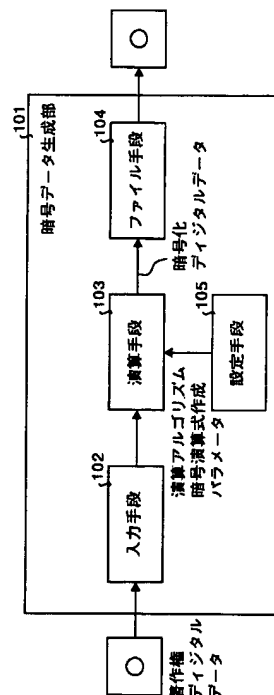 101
暗号データ生成部
著作権
ディジタル
データ
102
入力手段
103
演算手段
暗号化
ディジタルデータ
104
ファイル手段
演算アルゴリズム
暗号演算式作成
パラメータ
105
設定手段